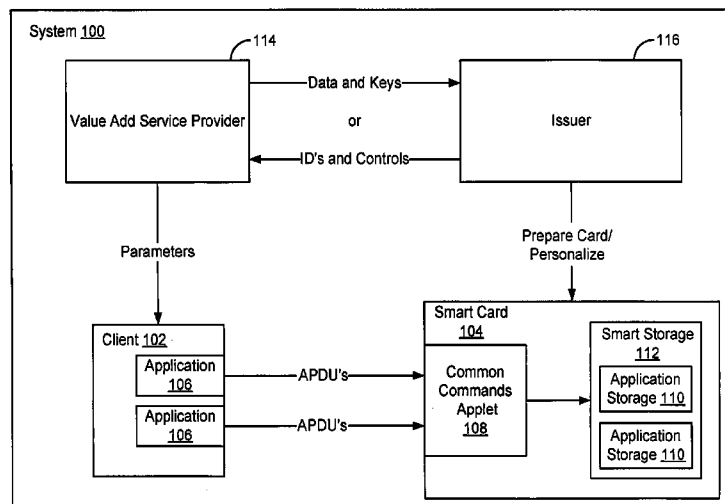 System 100
114
116
Value Add Service Provider
Data and Keys
or
ID's and Controls
Issuer
Parameters
Prepare Card/
Personalize
Client 102
Application
106
Application
106
APDU's
APDU's
Smart Card
104
Common
Commands
Applet
108
Smart Storage
112
Application
Storage 110
Application
Storage 110